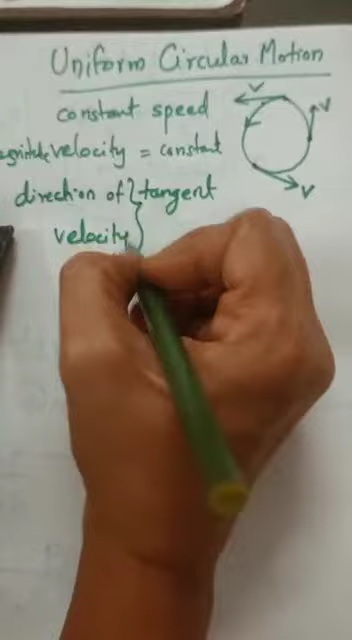 Uniform Circular Motion
constant speed
velocity = constant
direction of } tangent
velocity
V
V
V